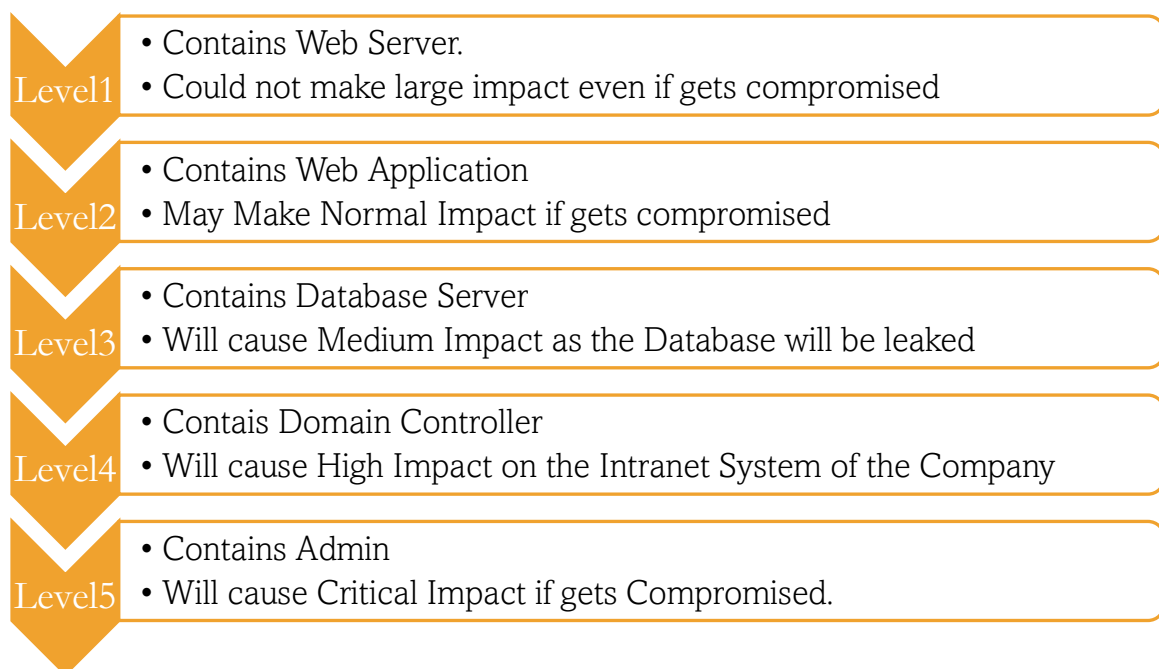 Level1
• Contains Web Server.
• Could not make large impact even if gets compromised
Level2
• Contains Web Application
• May Make Normal Impact if gets compromised
Level3
• Contains Database Server
• Will cause Medium Impact as the Database will be leaked
Level4
• Contais Domain Controller
• Will cause High Impact on the Intranet System of the Company
Level5
• Contains Admin
• Will cause Critical Impact if gets Compromised.